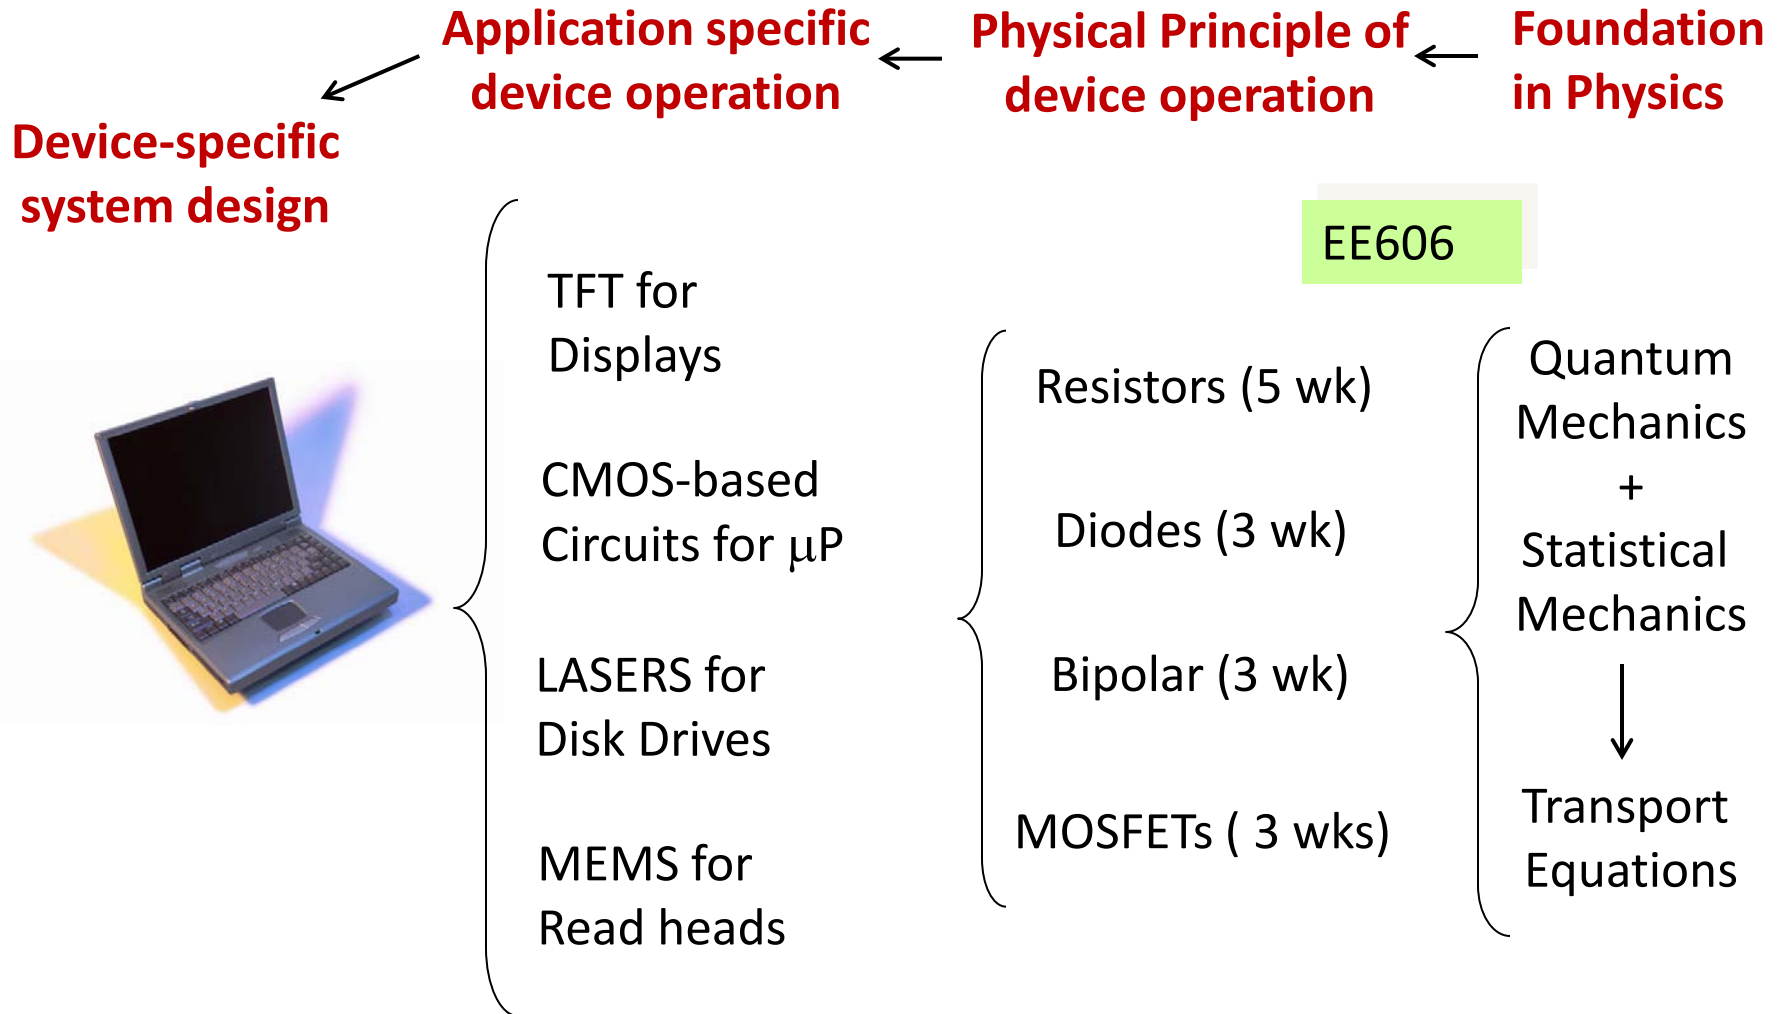 Application specific
device operation
Physical Principle of
device operation
Foundation
in Physics
Device-specific
system design
EE606
TFT for
Displays
CMOS-based
Circuits for μP
LASERS for
Disk Drives
MEMS for
Read heads
Resistors (5 wk)
Diodes (3 wk)
Bipolar (3 wk)
MOSFETs ( 3 wks)
Quantum
Mechanics
+
Statistical
Mechanics
Transport
Equations